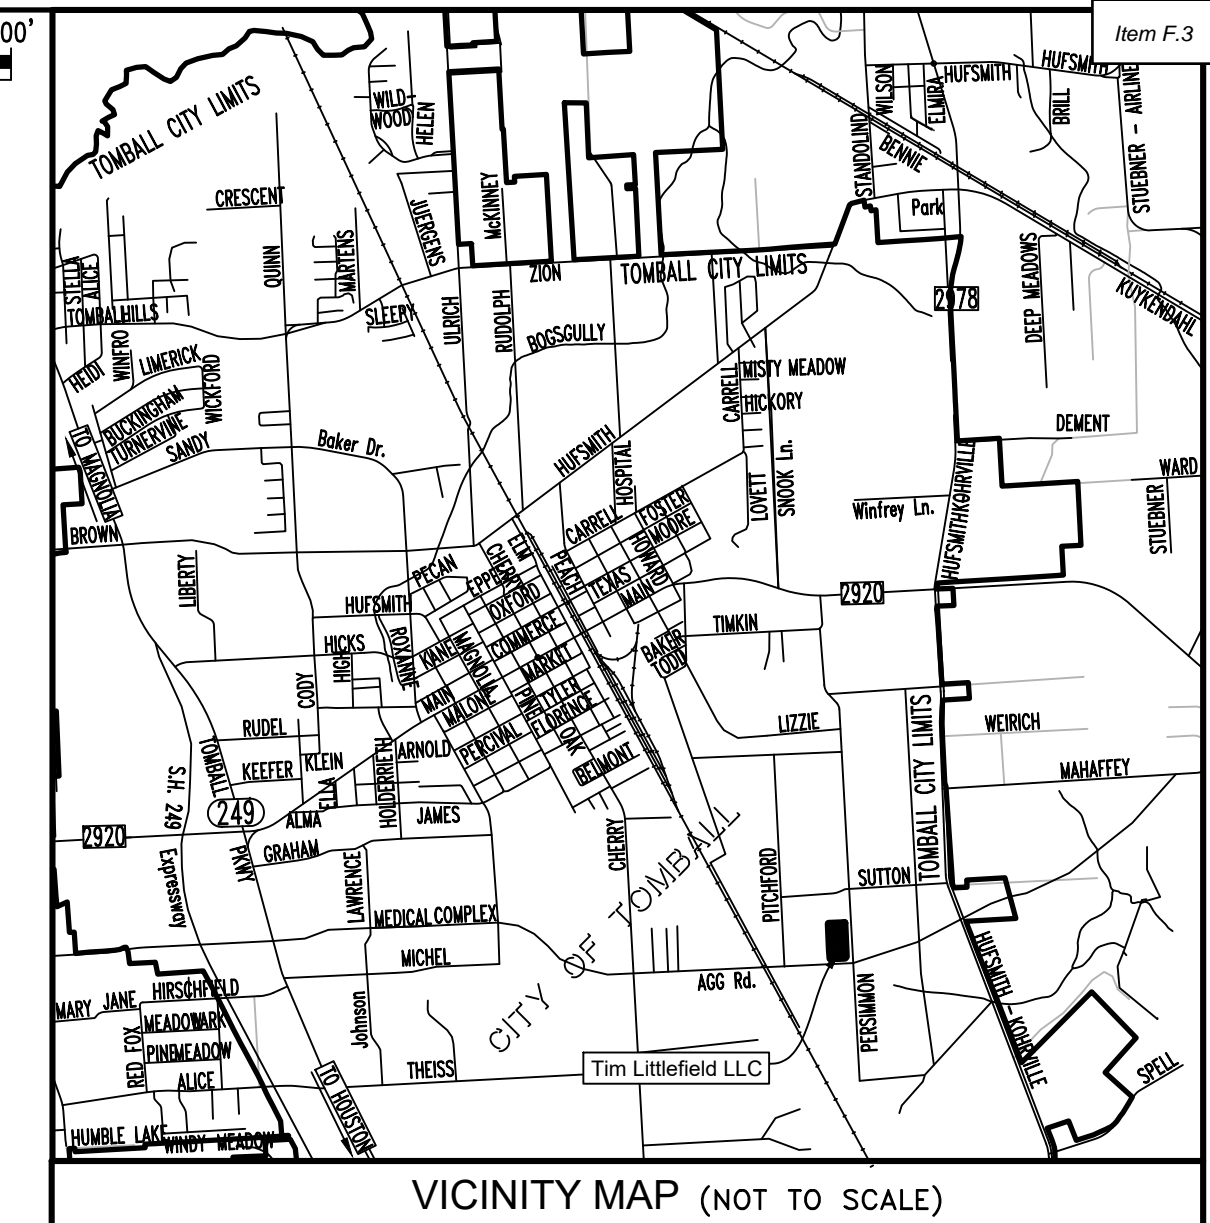 00'
Item F.3
TOMBALL CITY LIMITS
WILD-
WOOD
HELEN
WILSON
ELMIRA
HUFSMITH
HUFSMITH
BRILL
STUEBNER - AIRLINE
STANDOLIND
BENNIE
CRESCENT
JUERGENS
McKINNEY
Park
QUINN
MARTENS
STELLA
ALICE
ZION
TOMBALL CITY LIMITS
2978
DEEP MEADOWS
KUYKENDAHL
TOMBALHILLS
SLEEPY
ULRICH
RUDOLPH
BOGSGULLY
HEIDI
WINFRO
LIMERICK
WICKFORD
CARRELL
MISTY MEADOW
HICKORY
BUCKINGHAM
TURNERVINE
SANDY
Baker Dr.
HUFSMITH
HOSPITAL
LOVETT
SNOOK Ln.
DEMENT
WARD
TO MAGNOLIA
HUFSMITHKOHRVILLE
Winfrey Ln.
STUEBNER
BROWN
CARRELL
FOSTER
MOORE
HOWARD
LIBERTY
PECAN
EPPES
CHERRY
ELM
PEACH
TEXAS
MAIN
2920
OXFORD
HUFSMITH
HICKS
HIGH
ROXANNE
KANE
MAGNOLIA
COMMERCE
MARKET
BAKER
TODD
TIMKIN
CODY
MAIN
MALONE
PINE
TYLER
FLORENCE
OAK
PERCIVAL
BELMONT
LIZZIE
TOMBALL CITY LIMITS
WEIRICH
RUDEL
KEEFER
KLEIN
ELLA
HOLDERRIETH
ARNOLD
MAHAFFEY
S.H. 249
Expressway
TOMBALL
PKWY
249
ALMA
JAMES
2920
GRAHAM
LAWRENCE
CHERRY
PITCHFORD
SUTTON
MEDICAL COMPLEX
MICHEL
CITY OF TOMBALL
AGG Rd.
PERSIMMON
HUFSMITH - KOHRVILLE
MARY JANE
HIRSCHFIELD
RED FOX
MEADOWARK
PINEMEADOW
ALICE
Johnson
THEISS
Tim Littlefield LLC
TO HOUSTON
SPELL
HUMBLE LAKE
WINDY MEADOW
VICINITY MAP (NOT TO SCALE)